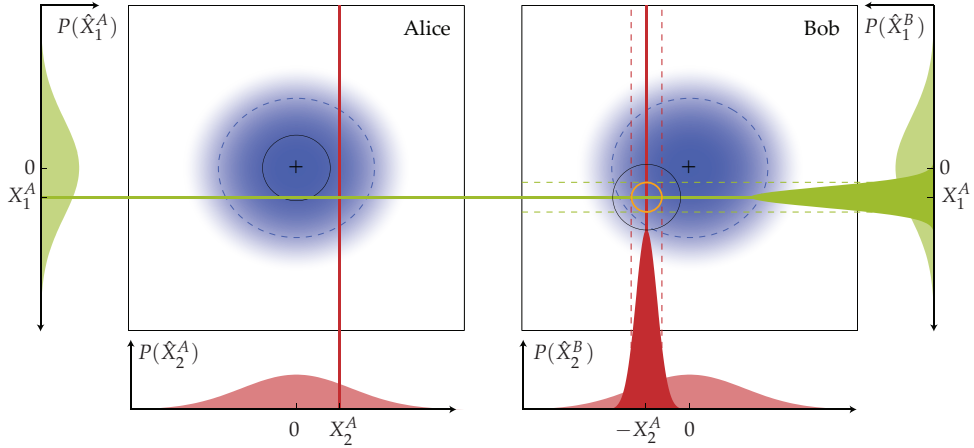 P(X̂₁ᴬ) Alice Bob P(X̂₁ᴮ)
0 0
X₁ᴬ X₁ᴬ
P(X̂₂ᴬ) P(X̂₂ᴮ)
0 X₂ᴬ −X₂ᴬ 0